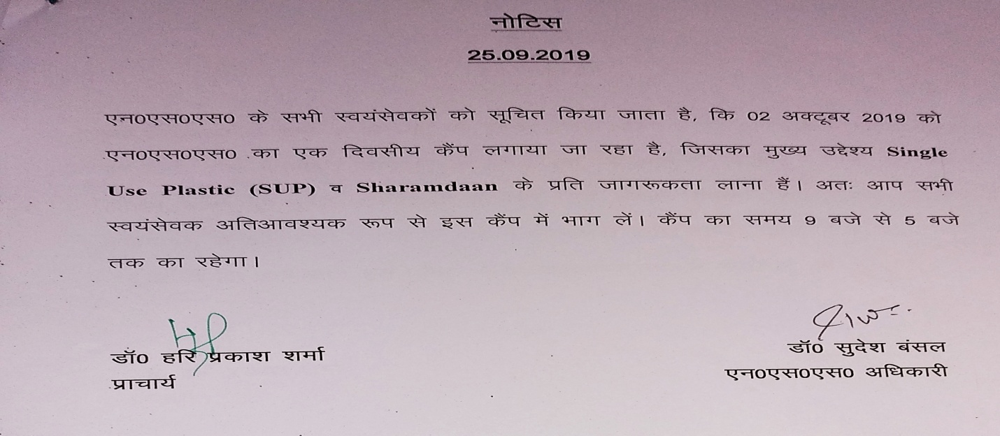 नोटिस
25.09.2019
एन0एस0एस0 के सभी स्वयंसेवकों को सूचित किया जाता है, कि 02 अक्टूबर 2019 को
एन0एस0एस0 का एक दिवसीय कैंप लगाया जा रहा है, जिसका मुख्य उद्देश्य Single
Use Plastic (SUP) व Sharamdaan के प्रति जागरूकता लाना हैं। अतः आप सभी
स्वयंसेवक अतिआवश्यक रूप से इस कैंप में भाग लें। कैंप का समय 9 बजे से 5 बजे
तक का रहेगा।
डॉ0 हरि प्रकाश शर्मा
प्राचार्य
डॉ0 सुदेश बंसल
एन0एस0एस0 अधिकारी